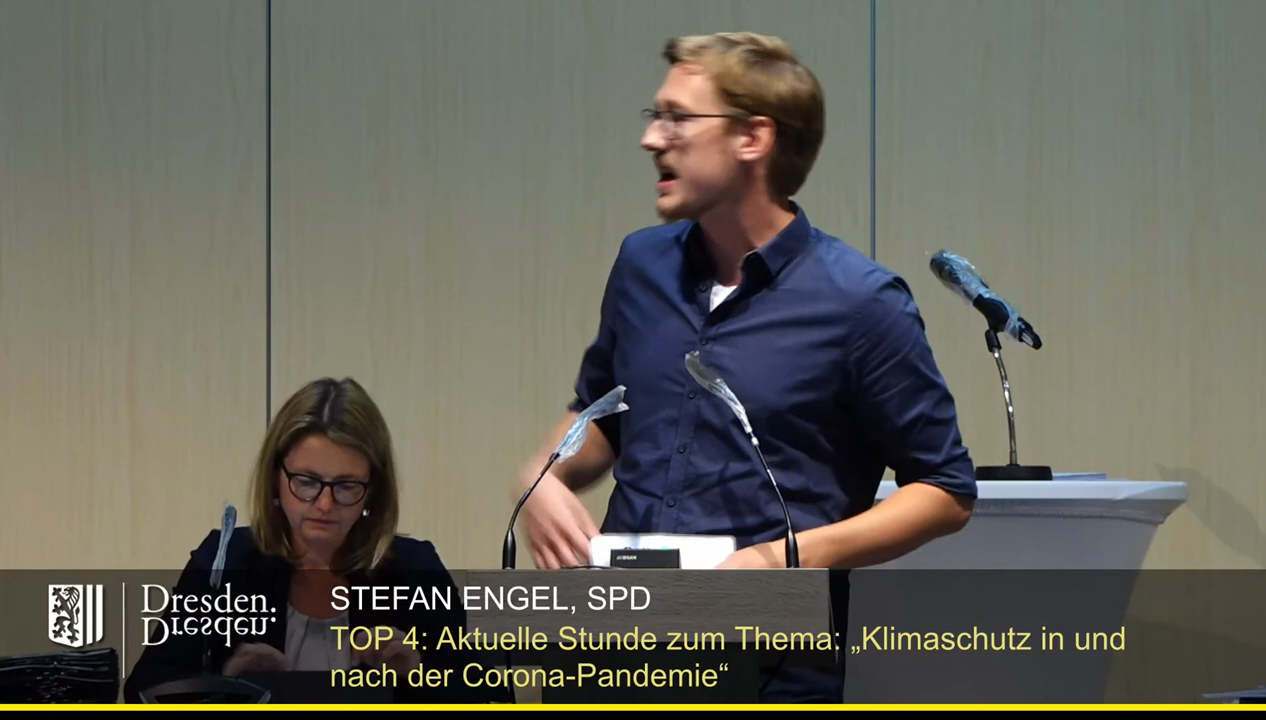 Dresden.
Dresden.
STEFAN ENGEL, SPD
TOP 4: Aktuelle Stunde zum Thema: „Klimaschutz in und
nach der Corona-Pandemie“